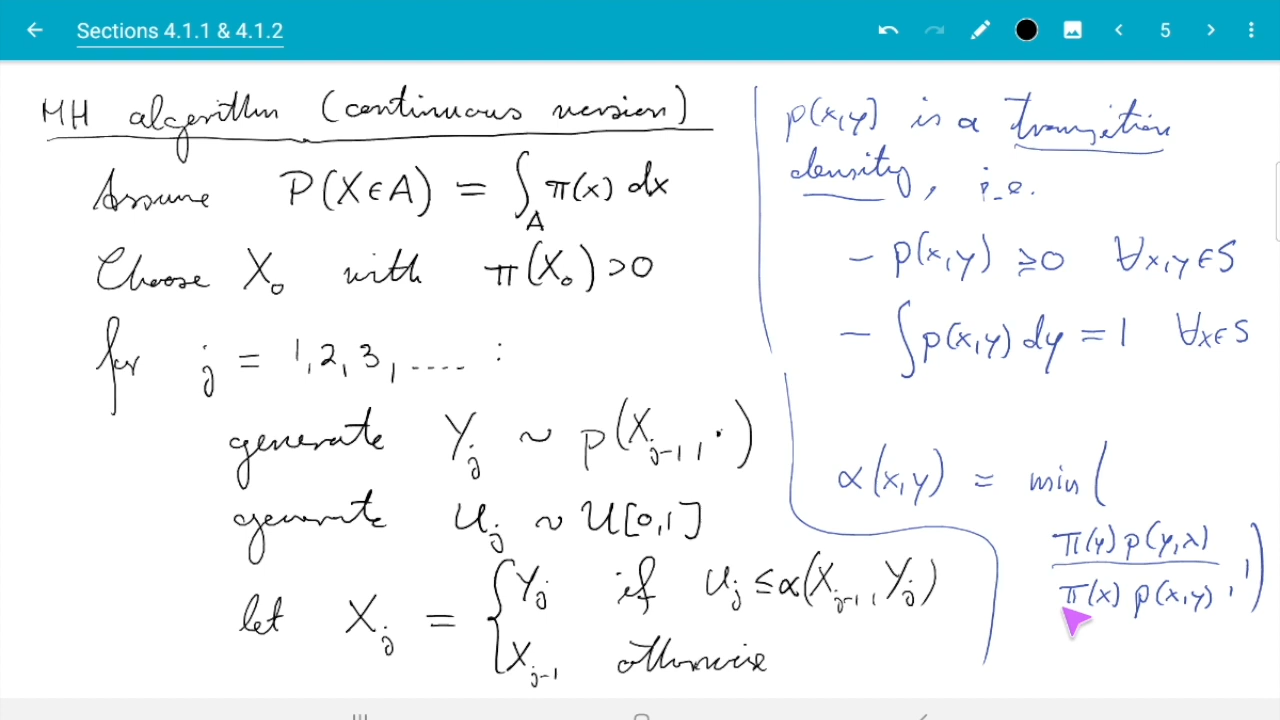 Sections 4.1.1 & 4.1.2
5
MH algorithm (continuous version)
Assume P(X∈A) = ∫_A π(x) dx
Choose X_0 with π(X_0) > 0
for j = 1, 2, 3, .... :
generate Y_j ~ p(X_{j-1}, ·)
generate U_j ~ U[0,1]
let X_j = { Y_j if U_j ≤ α(X_{j-1}, Y_j)
X_{j-1} otherwise
p(x,y) is a transition
density, i.e.
- p(x,y) ≥ 0 ∀x,y∈S
- ∫ p(x,y) dy = 1 ∀x∈S
α(x,y) = min(
π(y) p(y,x)
π(x) p(x,y) , 1)